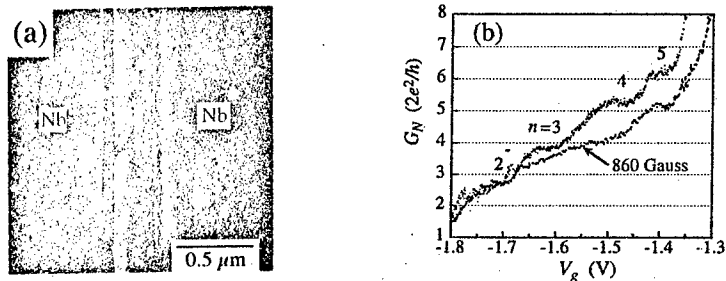 (a)
Nb
Nb
0.5 μm
(b)
G_N (2e²/h)
8
7
6
5
4
3
2
1
5
4
n=3
2
860 Gauss
-1.8
-1.7
-1.6
-1.5
-1.4
-1.3
V_g (V)